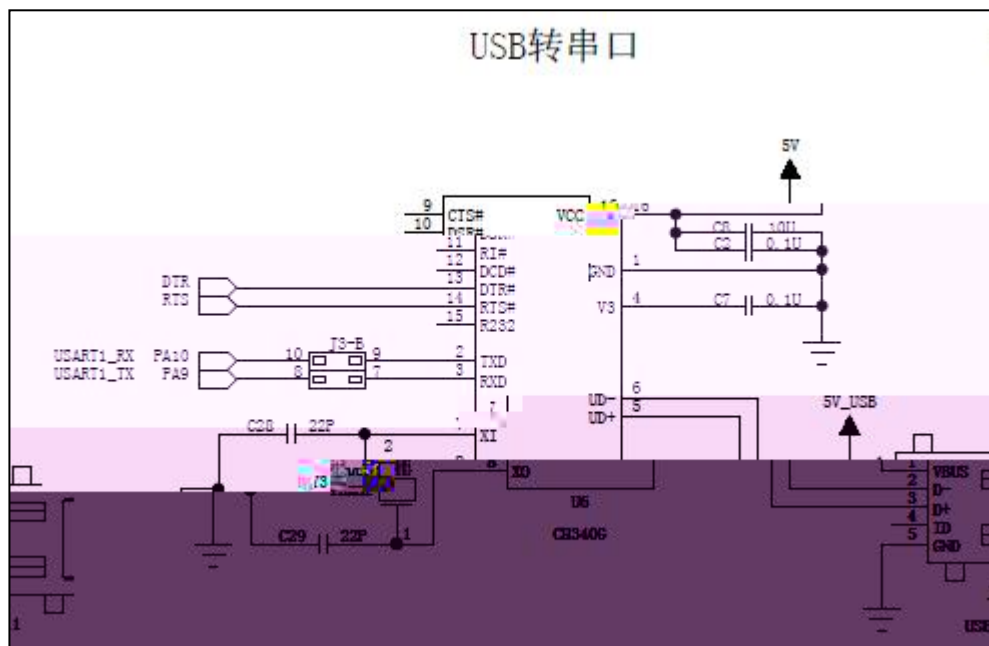 USB转串口
5V
9 CTS# VCC
10
C8 10U
11 RI# C2 0.1U
12 DCD# GND 1
DTR 13 DTR#
RTS 14 RTS# V3 4 C7 0.1U
15 R232
J3-B
USART1_RX PA10 10 9 2 TXD
USART1_TX PA9 8 7 3 RXD
UD- 6
UD+ 5 5V_USB
C28 22P XI
2
8 XO 1 VBUS
2 D-
U6 3 D+
4 ID
C29 22P 1 CH340G 5 GND
1